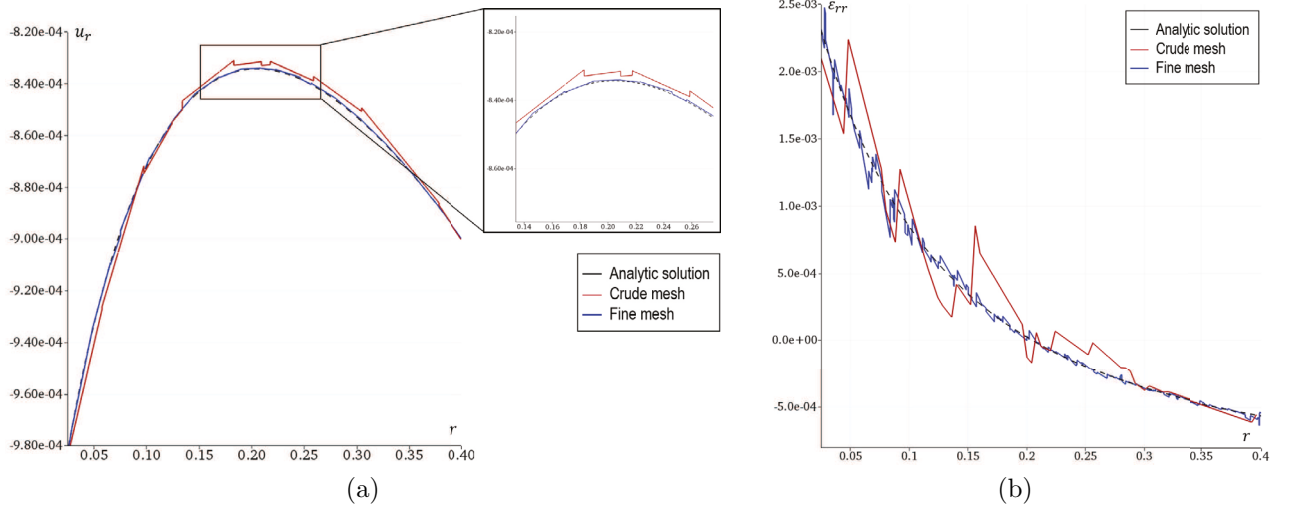 u_r
-8.20e-04
-8.40e-04
-8.60e-04
-8.80e-04
-9.00e-04
-9.20e-04
-9.40e-04
-9.60e-04
-9.80e-04
0.05 0.10 0.15 0.20 0.25 0.30 0.35 0.40
r
-8.20e-04
-8.40e-04
-8.60e-04
0.14 0.16 0.18 0.20 0.22 0.24 0.26
Analytic solution
Crude mesh
Fine mesh
(a)
ε_rr
2.5e-03
2.0e-03
1.5e-03
1.0e-03
5.0e-04
0.0e+00
-5.0e-04
0.05 0.1 0.15 0.2 0.25 0.3 0.35 0.4
r
Analytic solution
Crude mesh
Fine mesh
(b)